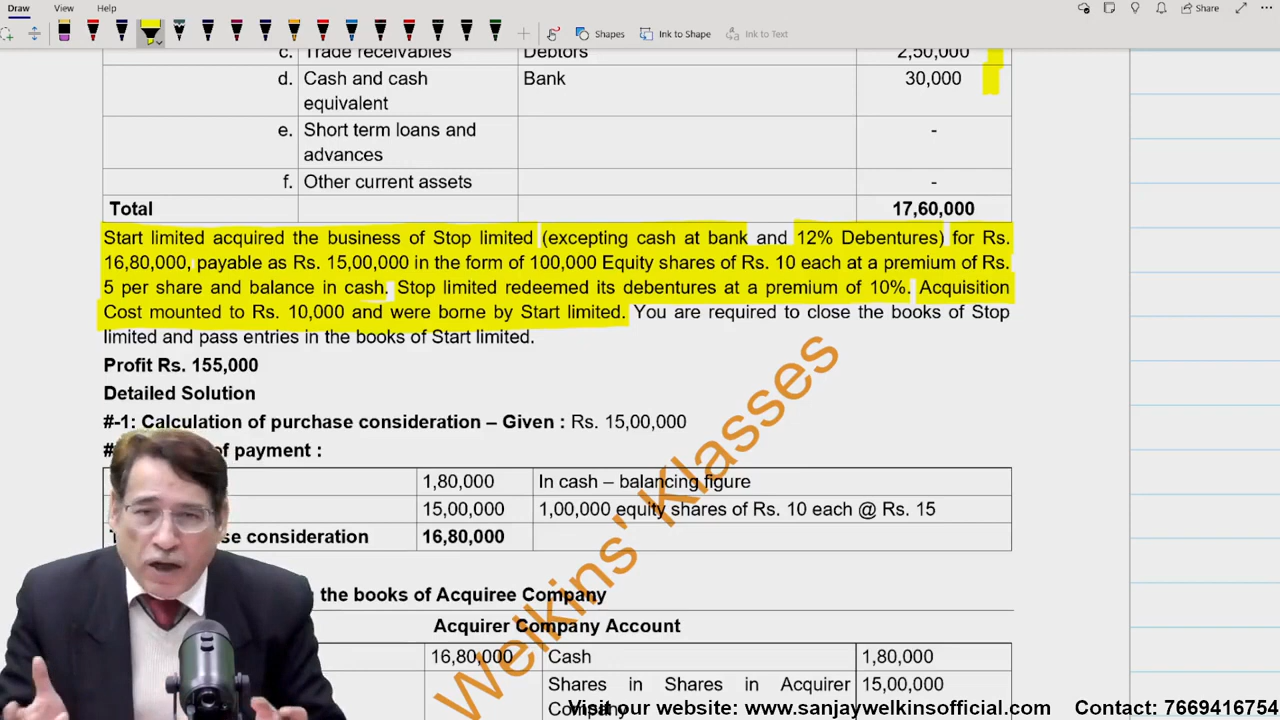 Draw View Help
Share
Shapes Ink to Shape Ink to Text
c. Trade receivables Debtors 2,50,000
d. Cash and cash Bank 30,000
equivalent
e. Short term loans and -
advances
f. Other current assets -
Total 17,60,000
Start limited acquired the business of Stop limited (excepting cash at bank and 12% Debentures) for Rs.
16,80,000, payable as Rs. 15,00,000 in the form of 100,000 Equity shares of Rs. 10 each at a premium of Rs.
5 per share and balance in cash. Stop limited redeemed its debentures at a premium of 10%. Acquisition
Cost mounted to Rs. 10,000 and were borne by Start limited. You are required to close the books of Stop
limited and pass entries in the books of Start limited.
Profit Rs. 155,000
Detailed Solution
#-1: Calculation of purchase consideration – Given : Rs. 15,00,000
# of payment :
1,80,000 In cash – balancing figure
15,00,000 1,00,000 equity shares of Rs. 10 each @ Rs. 15
consideration 16,80,000
the books of Acquiree Company
Acquirer Company Account
16,80,000 Cash 1,80,000
Shares in Shares in Acquirer 15,00,000
Company
Welkins' Klasses
Visit our website: www.sanjaywelkinsofficial.com Contact: 7669416754